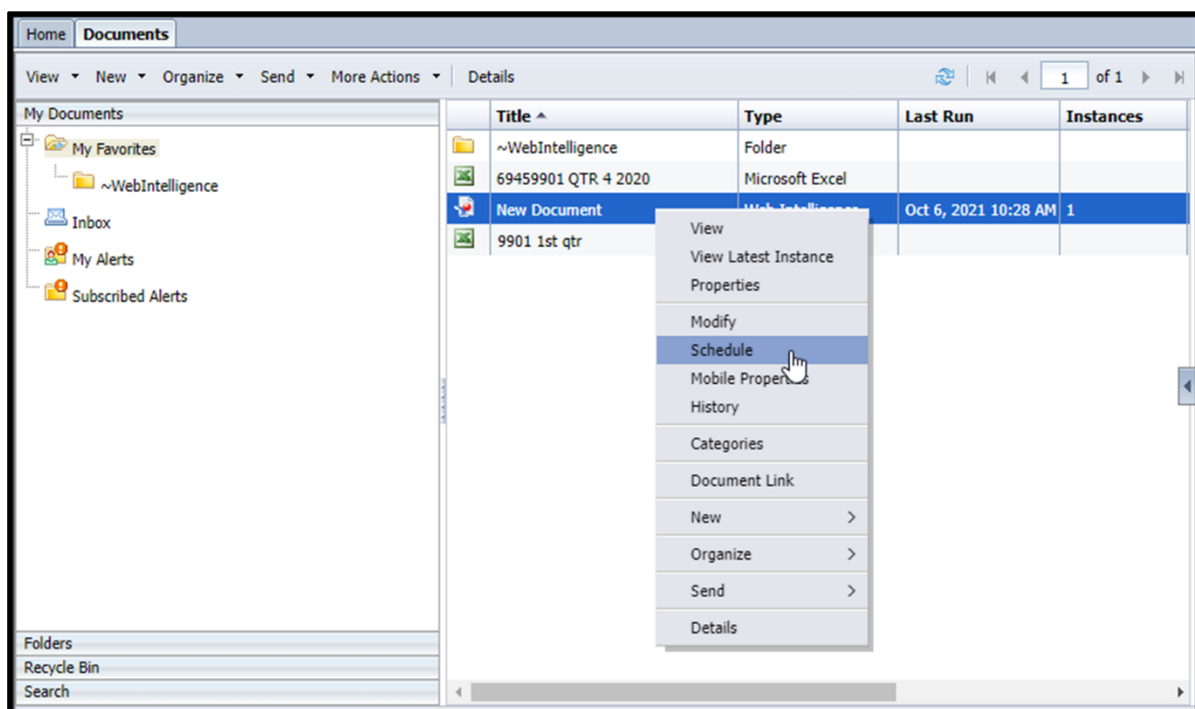 Home Documents
View New Organize Send More Actions Details 1 of 1
My Documents
My Favorites
~WebIntelligence
Inbox
My Alerts
Subscribed Alerts
Folders
Recycle Bin
Search
Title Type Last Run Instances
~WebIntelligence Folder
69459901 QTR 4 2020 Microsoft Excel
New Document Web Intelligence Oct 6, 2021 10:28 AM 1
9901 1st qtr
View
View Latest Instance
Properties
Modify
Schedule
Mobile Properties
History
Categories
Document Link
New
Organize
Send
Details